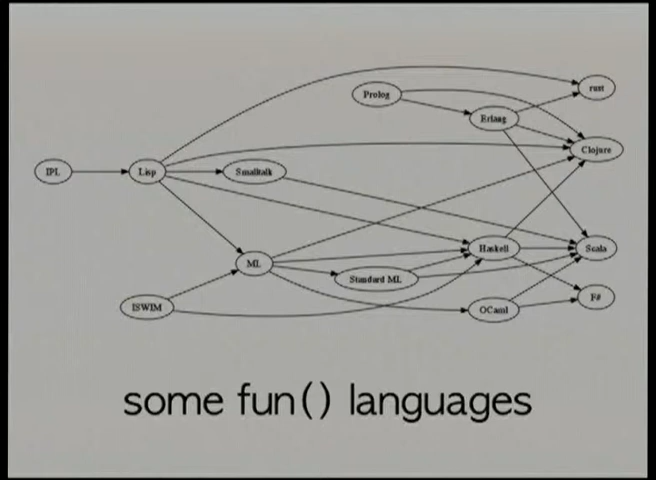 rust
Prolog
Erlang
Clojure
IPL
Lisp
Smalltalk
Haskell
Scala
ML
Standard ML
F#
ISWIM
OCaml
some fun() languages